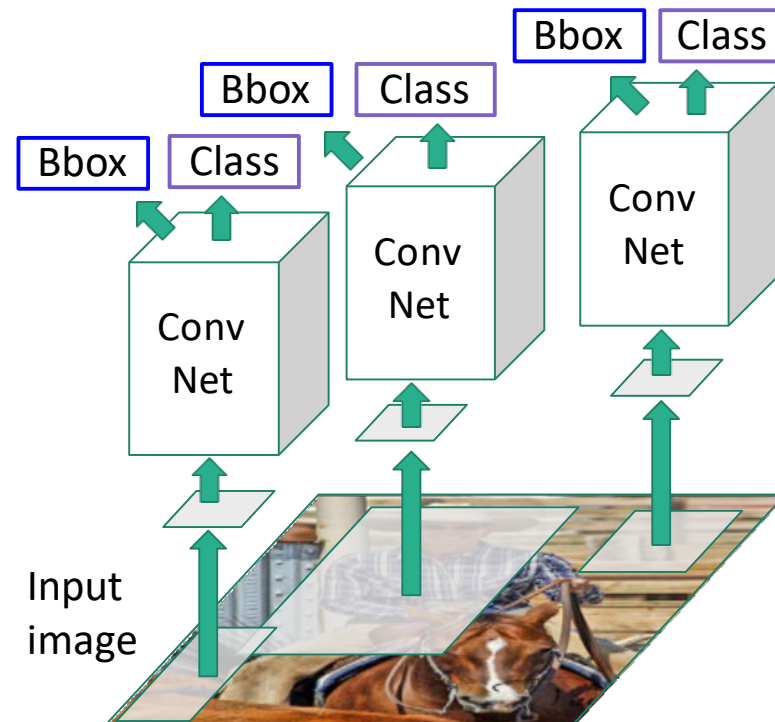 Bbox Class
Bbox Class
Bbox Class
Conv
Net
Conv
Net
Conv
Net
Input
image